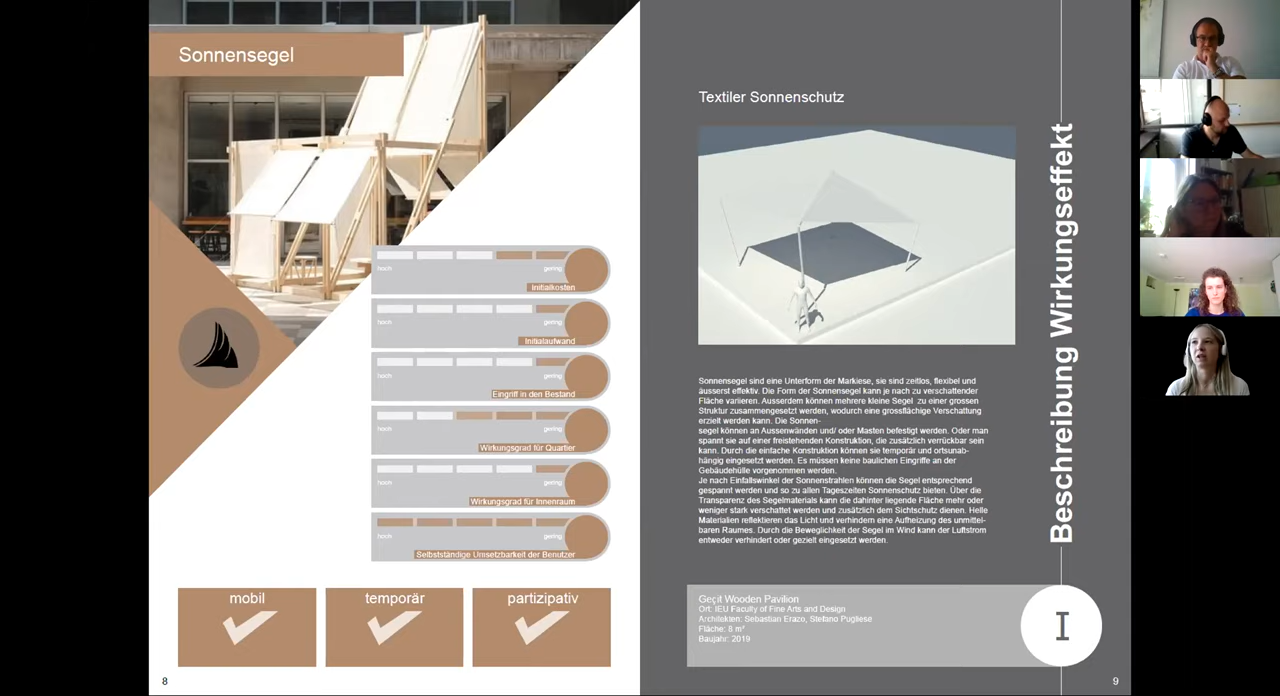 Sonnensegel
hoch gering
Initialkosten
hoch gering
Initialaufwand
hoch gering
Eingriff in den Bestand
hoch gering
Wirkungsgrad für Quartier
hoch gering
Wirkungsgrad für Innenraum
hoch gering
Selbstständige Umsetzbarkeit der Benutzer
mobil
temporär
partizipativ
8
Textiler Sonnenschutz
Sonnensegel sind eine Unterform der Markiese, sie sind zeitlos, flexibel und
äusserst effektiv. Die Form der Sonnensegel kann je nach zu verschattender
Fläche variieren. Ausserdem können mehrere kleine Segel zu einer grossen
Struktur zusammengesetzt werden, wodurch eine grossflächige Verschattung
erzielt werden kann. Die Sonnen-
segel können an Aussenwänden und/ oder Masten befestigt werden. Oder man
spannt sie auf einer freistehenden Konstruktion, die zusätzlich verrückbar sein
kann. Durch die einfache Konstruktion können sie temporär und ortsunab-
hängig eingesetzt werden. Es müssen keine baulichen Eingriffe an der
Gebäudehülle vorgenommen werden.
Je nach Einfallswinkel der Sonnenstrahlen können die Segel entsprechend
gespannt werden und so zu allen Tageszeiten Sonnenschutz bieten. Über die
Transparenz des Segelmaterials kann die dahinter liegende Fläche mehr oder
weniger stark verschattet werden und zusätzlich dem Sichtschutz dienen. Helle
Materialien reflektieren das Licht und verhindern eine Aufheizung des unmittel-
baren Raumes. Durch die Beweglichkeit der Segel im Wind kann der Luftstrom
entweder verhindert oder gezielt eingesetzt werden.
Beschreibung Wirkungseffekt
Geçit Wooden Pavilion
Ort: IEU Faculty of Fine Arts and Design
Architekten: Sebastian Erazo, Stefano Pugliese
Fläche: 8 m²
Baujahr: 2019
I
9